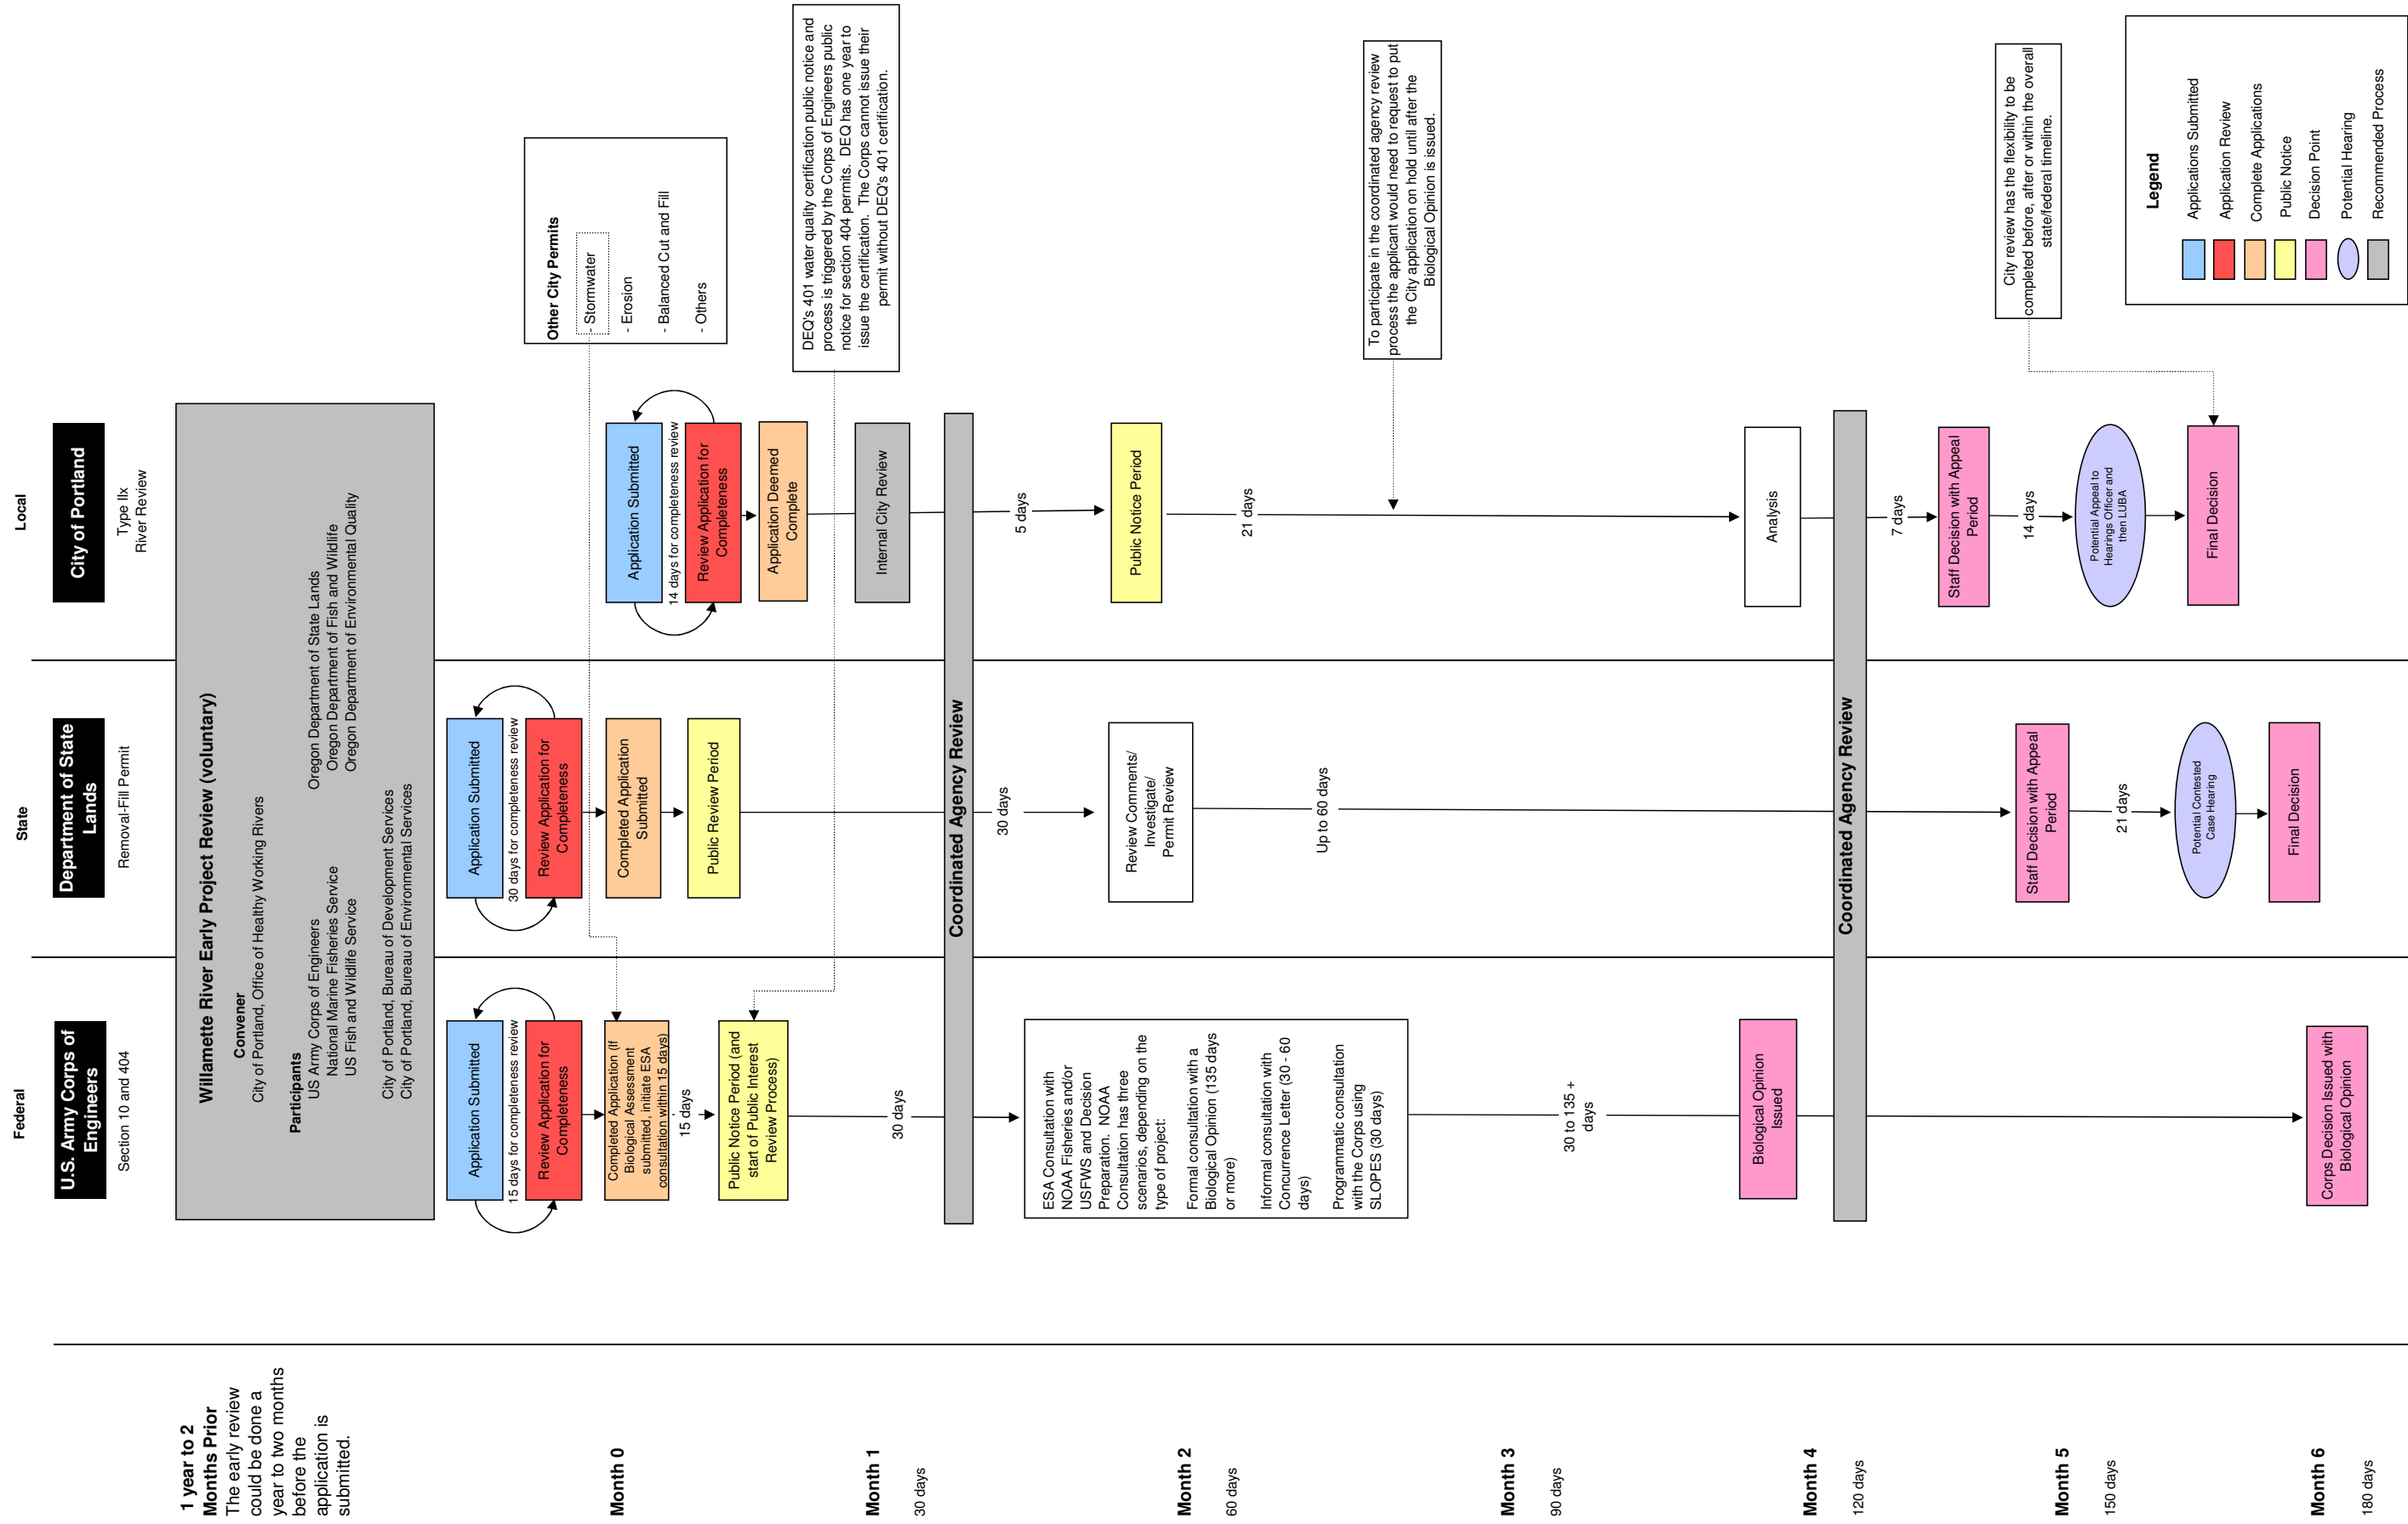 Federal
State
Local
U.S. Army Corps of
Engineers
Department of State
Lands
City of Portland
Section 10 and 404
Removal-Fill Permit
Type IIx
River Review
1 year to 2
Months Prior
The early review
could be done a
year to two months
before the
application is
submitted.
Willamette River Early Project Review (voluntary)
Convener
City of Portland, Office of Healthy Working Rivers
Participants
US Army Corps of Engineers
National Marine Fisheries Service
US Fish and Wildlife Service
Oregon Department of State Lands
Oregon Department of Fish and Wildlife
Oregon Department of Environmental Quality
City of Portland, Bureau of Development Services
City of Portland, Bureau of Environmental Services
Application Submitted
15 days for completeness review
Review Application for
Completeness
Application Submitted
30 days for completeness review
Review Application for
Completeness
Other City Permits
- Stormwater
- Erosion
- Balanced Cut and Fill
- Others
Month 0
Completed Application (If
Biological Assessment
submitted, initiate ESA
consultation within 15 days)
15 days
Public Notice Period (and
start of Public Interest
Review Process)
Completed Application
Submitted
Public Review Period
Application Submitted
14 days for completeness review
Review Application for
Completeness
Application Deemed
Complete
DEQ's 401 water quality certification public notice and
process is triggered by the Corps of Engineers public
notice for section 404 permits.  DEQ has one year to
issue the certification.  The Corps cannot issue their
permit without DEQ's 401 certification.
Month 1
30 days
30 days
Internal City Review
Coordinated Agency Review
30 days
5 days
ESA Consultation with
NOAA Fisheries and/or
USFWS and Decision
Preparation.  NOAA
Consultation has three
scenarios, depending on the
type of project:
Formal consultation with a
Biological Opinion (135 days
or more)
Informal consultation with
Concurrence Letter (30 - 60
days)
Programmatic consultation
with the Corps using
SLOPES (30 days)
Month 2
60 days
Review Comments/
Investigate/
Permit Review
Public Notice Period
21 days
Up to 60 days
To participate in the coordinated agency review
process the applicant would need to request to put
the City application on hold until after the
Biological Opinion is issued.
Month 3
90 days
30 to 135 +
days
Month 4
120 days
Biological Opinion
Issued
Analysis
Coordinated Agency Review
7 days
Staff Decision with Appeal
Period
14 days
City review has the flexibility to be
completed before, after or within the overall
state/federal timeline.
Month 5
150 days
Staff Decision with Appeal
Period
21 days
Potential Appeal to
Hearings Officer and
then LUBA
Potential Contested
Case Hearing
Final Decision
Month 6
180 days
Corps Decision Issued with
Biological Opinion
Final Decision
Legend
Applications Submitted
Application Review
Complete Applications
Public Notice
Decision Point
Potential Hearing
Recommended Process